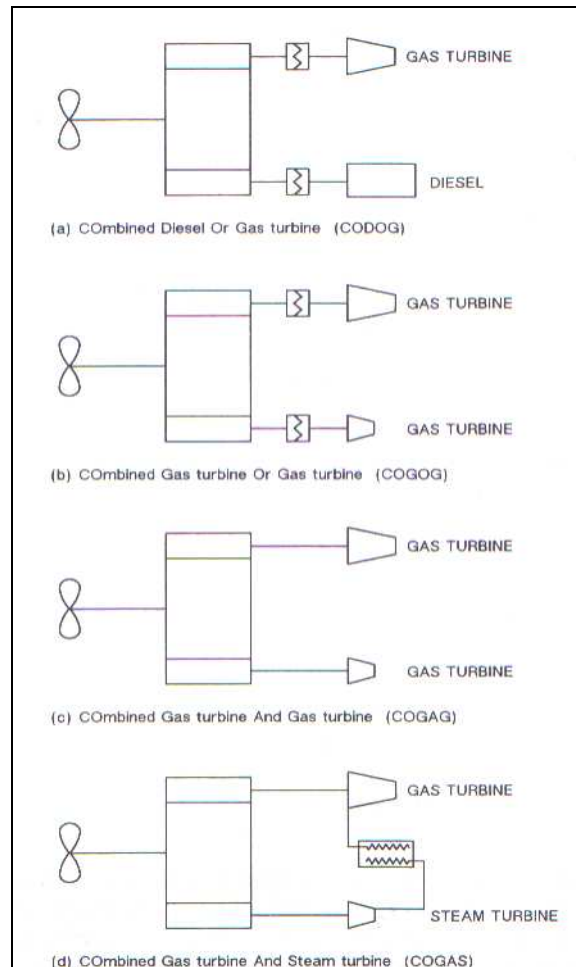 GAS TURBINE
DIESEL
(a) COmbined Diesel Or Gas turbine (CODOG)
GAS TURBINE
GAS TURBINE
(b) COmbined Gas turbine Or Gas turbine (COGOG)
GAS TURBINE
GAS TURBINE
(c) COmbined Gas turbine And Gas turbine (COGAG)
GAS TURBINE
STEAM TURBINE
(d) COmbined Gas turbine And Steam turbine (COGAS)